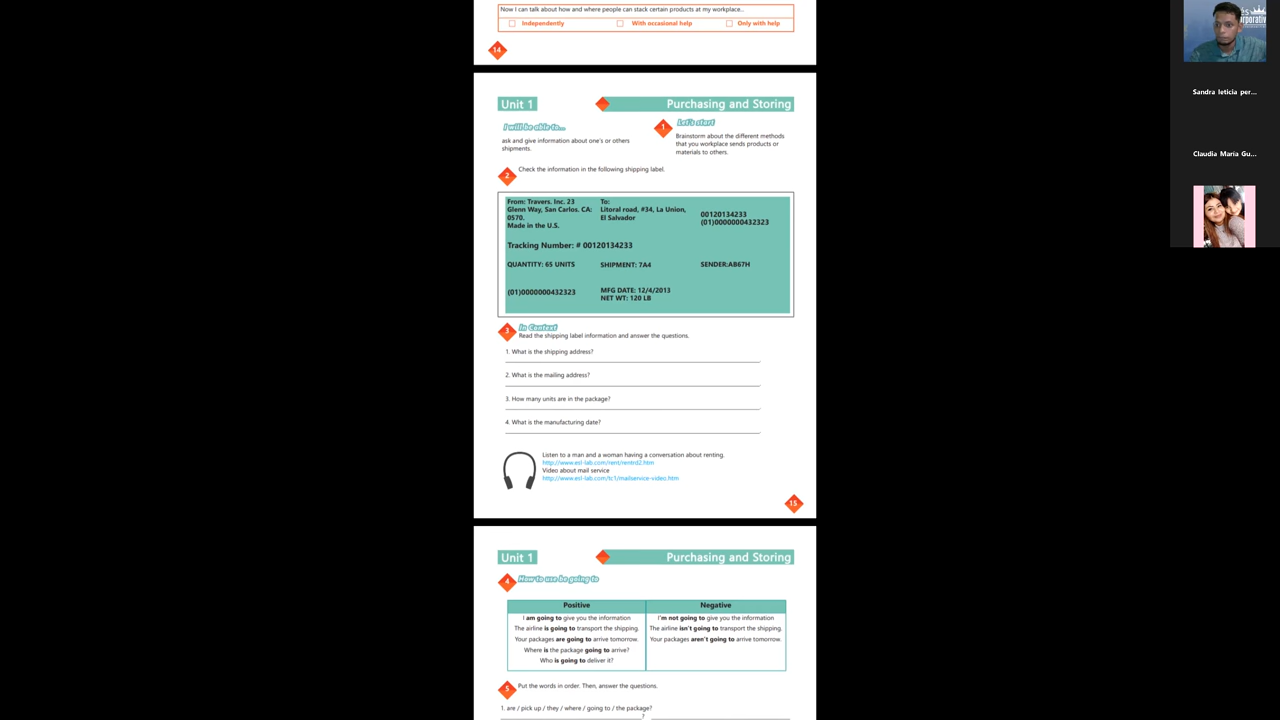 Now I can talk about how and where people can stack certain products at my workplace...
Independently
With occasional help
Only with help
14
Unit 1
Purchasing and Storing
I will be able to...
ask and give information about one's or others
shipments.
1
Let's start
Brainstorm about the different methods
that you workplace sends products or
materials to others.
2
Check the information in the following shipping label.
From: Travers. Inc. 23
Glenn Way, San Carlos. CA:
0570.
Made in the U.S.
To:
Litoral road, #34, La Union,
El Salvador
00120134233
(01)0000000432323
Tracking Number: # 00120134233
QUANTITY: 65 UNITS
SHIPMENT: 7A4
SENDER:AB67H
(01)0000000432323
MFG DATE: 12/4/2013
NET WT: 120 LB
3
In Context
Read the shipping label information and answer the questions.
1. What is the shipping address?
2. What is the mailing address?
3. How many units are in the package?
4. What is the manufacturing date?
Listen to a man and a woman having a conversation about renting.
http://www.esl-lab.com/rent/rentrd2.htm
Video about mail service
http://www.esl-lab.com/tc1/mailservice-video.htm
15
Unit 1
Purchasing and Storing
4
How to use be going to
Positive
Negative
I am going to give you the information
I'm not going to give you the information
The airline is going to transport the shipping.
The airline isn't going to transport the shipping.
Your packages are going to arrive tomorrow.
Your packages aren't going to arrive tomorrow.
Where is the package going to arrive?
Who is going to deliver it?
5
Put the words in order. Then, answer the questions.
1. are / pick up / they / where / going to / the package?
?
Sandra leticia per...
Claudia Maria Gu...